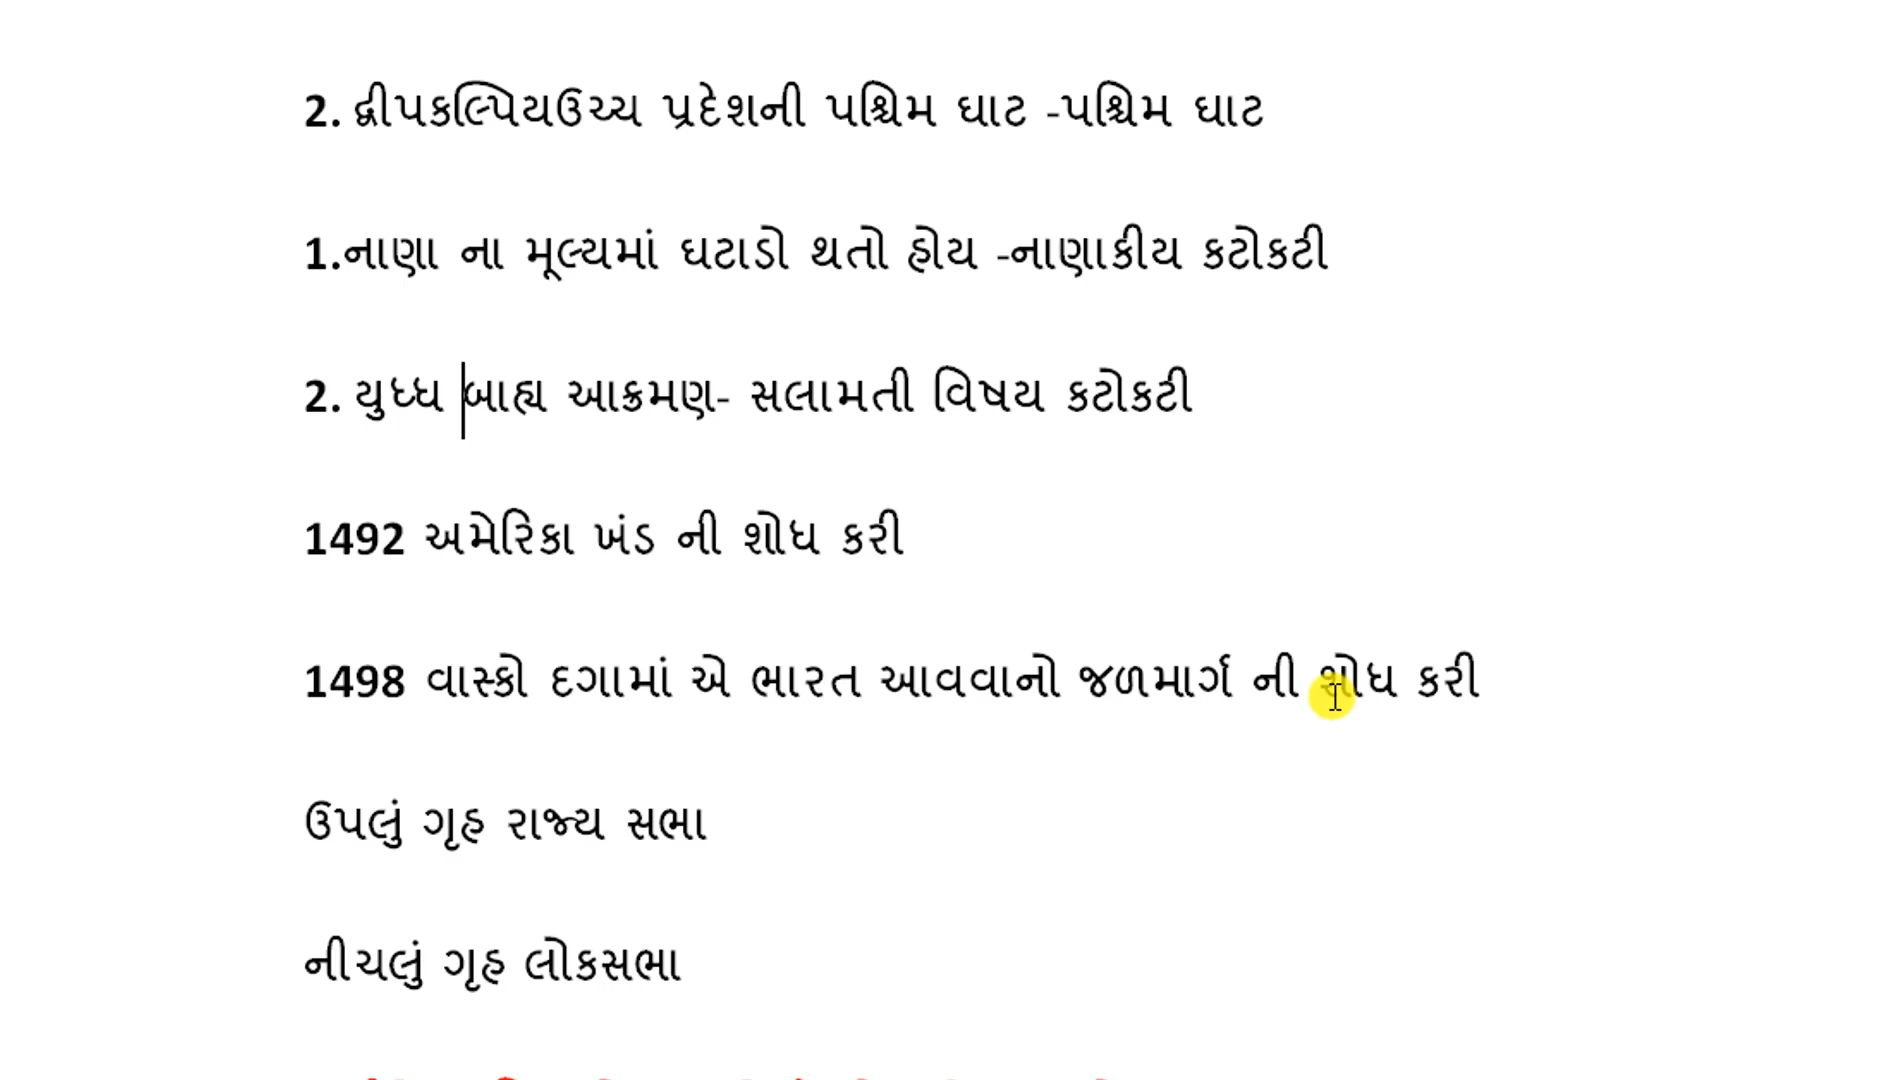 2. દ્વીપકલ્પિયઉચ્ચ પ્રદેશની પશ્ચિમ ઘાટ -પશ્ચિમ ઘાટ
1.નાણા ના મૂલ્યમાં ઘટાડો થતો હોય -નાણાકીય કટોકટી
2. યુધ્ધ બાહ્ય આક્રમણ- સલામતી વિષય કટોકટી
1492 અમેરિકા ખંડ ની શોધ કરી
1498 વાસ્કો દગામાં એ ભારત આવવાનો જળમાર્ગ ની શોધ કરી
ઉપલું ગૃહ રાજ્ય સભા
નીચલું ગૃહ લોકસભા